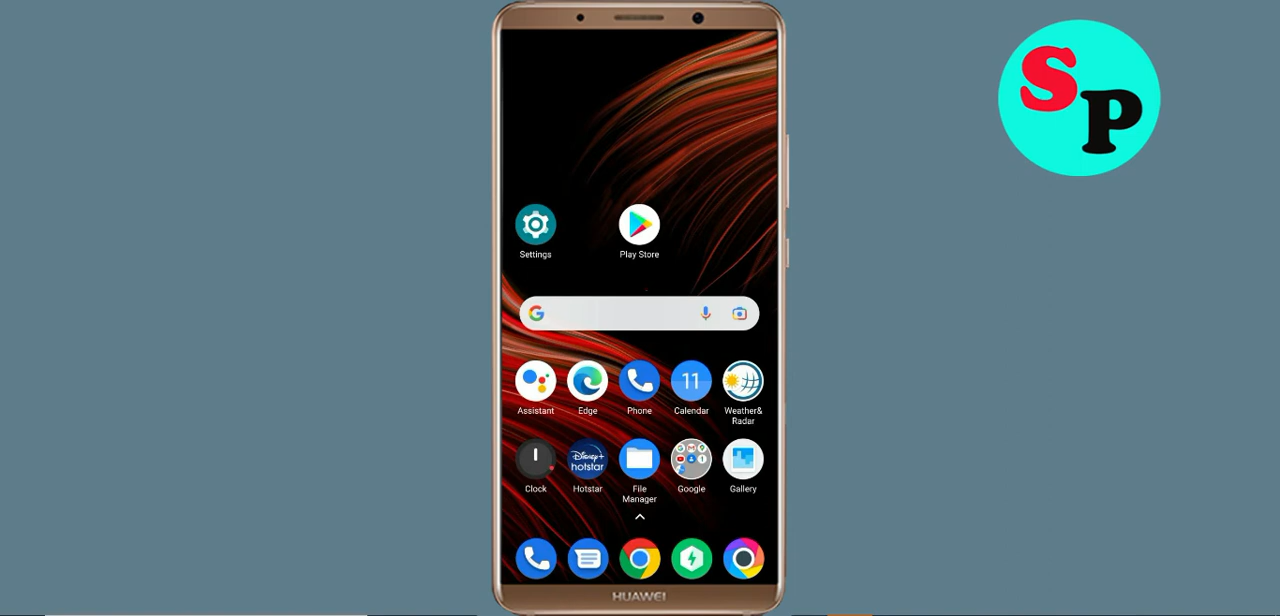 SP
Settings
Play Store
Assistant
Edge
Phone
11
Calendar
Weather&
Radar
Disney+
hotstar
Clock
Hotstar
File
Manager
Google
Gallery
HUAWEI